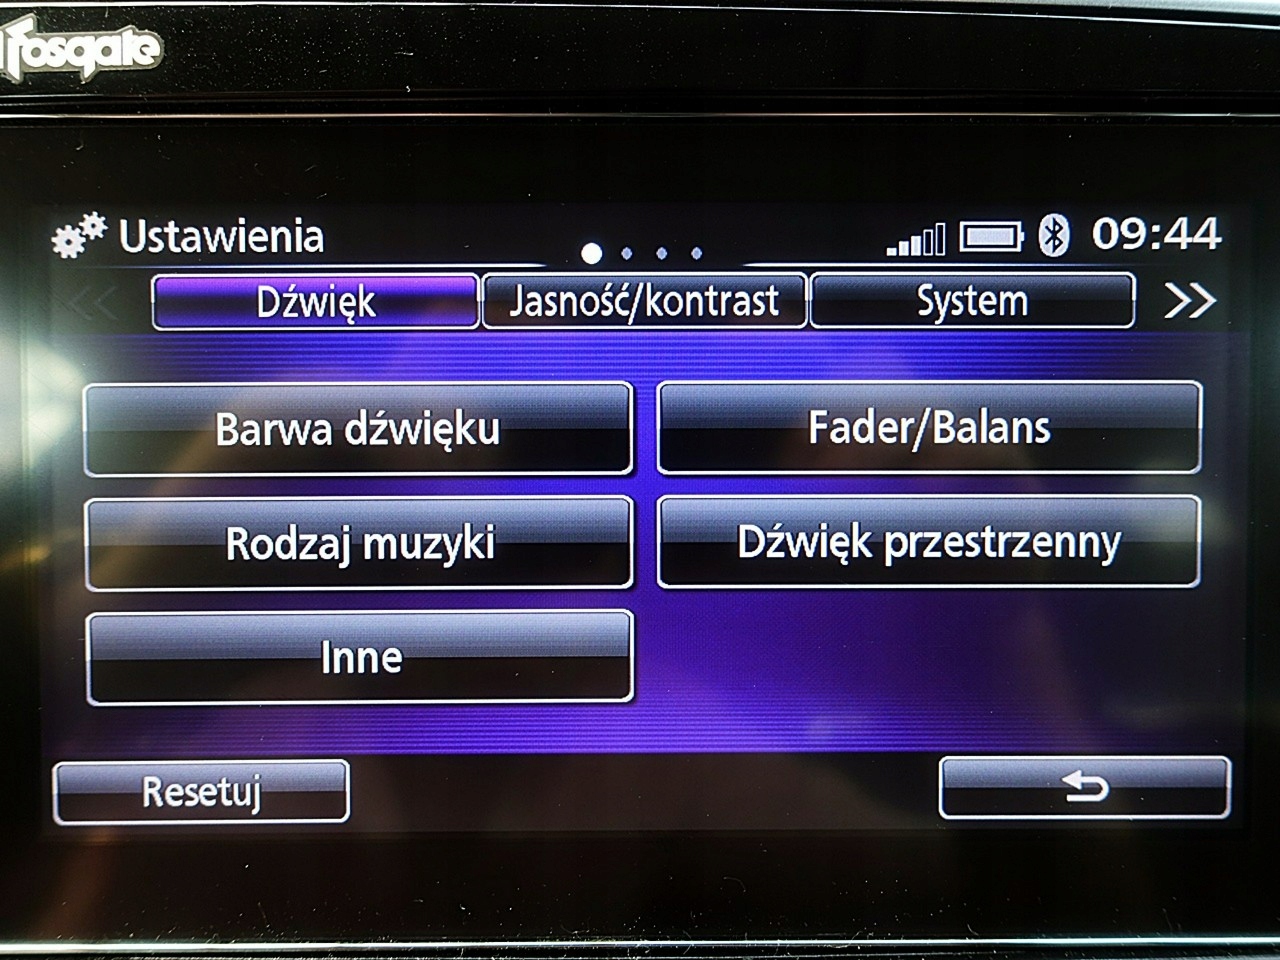 fosgate
Ustawienia
09:44
Dźwięk
Jasność/kontrast
System
Barwa dźwięku
Fader/Balans
Rodzaj muzyki
Dźwięk przestrzenny
Inne
Resetuj